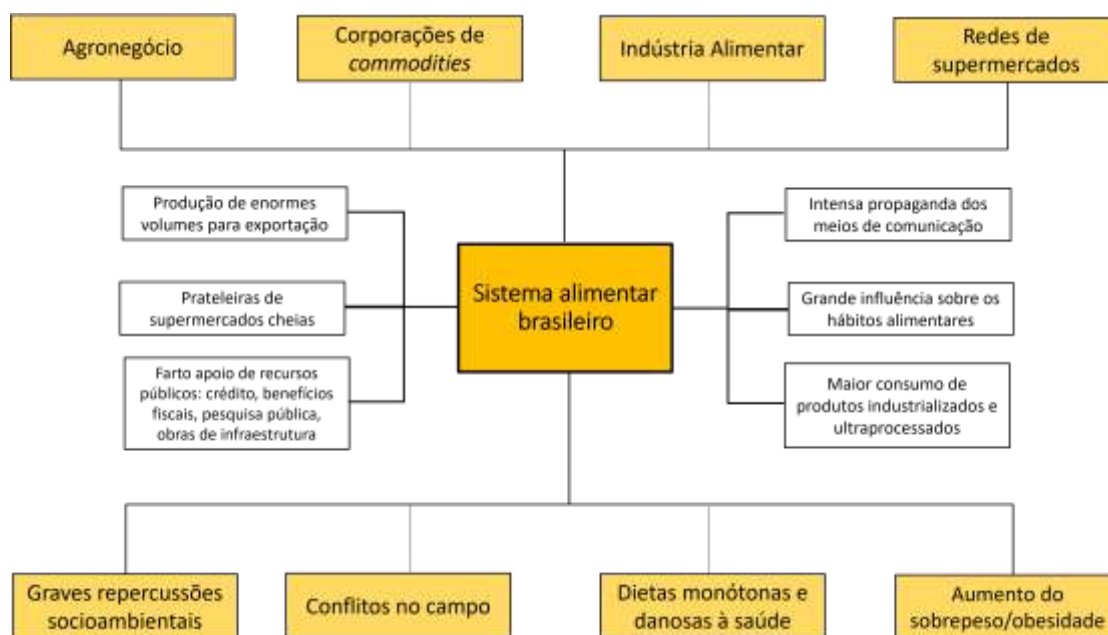 Agronegócio
Corporações de
commodities
Indústria Alimentar
Redes de
supermercados
Produção de enormes
volumes para exportação
Prateleiras de
supermercados cheias
Farto apoio de recursos
públicos: crédito, benefícios
fiscais, pesquisa pública,
obras de infraestrutura
Sistema alimentar
brasileiro
Intensa propaganda dos
meios de comunicação
Grande influência sobre os
hábitos alimentares
Maior consumo de
produtos industrializados e
ultraprocessados
Graves repercussões
socioambientais
Conflitos no campo
Dietas monótonas e
danosas à saúde
Aumento do
sobrepeso/obesidade